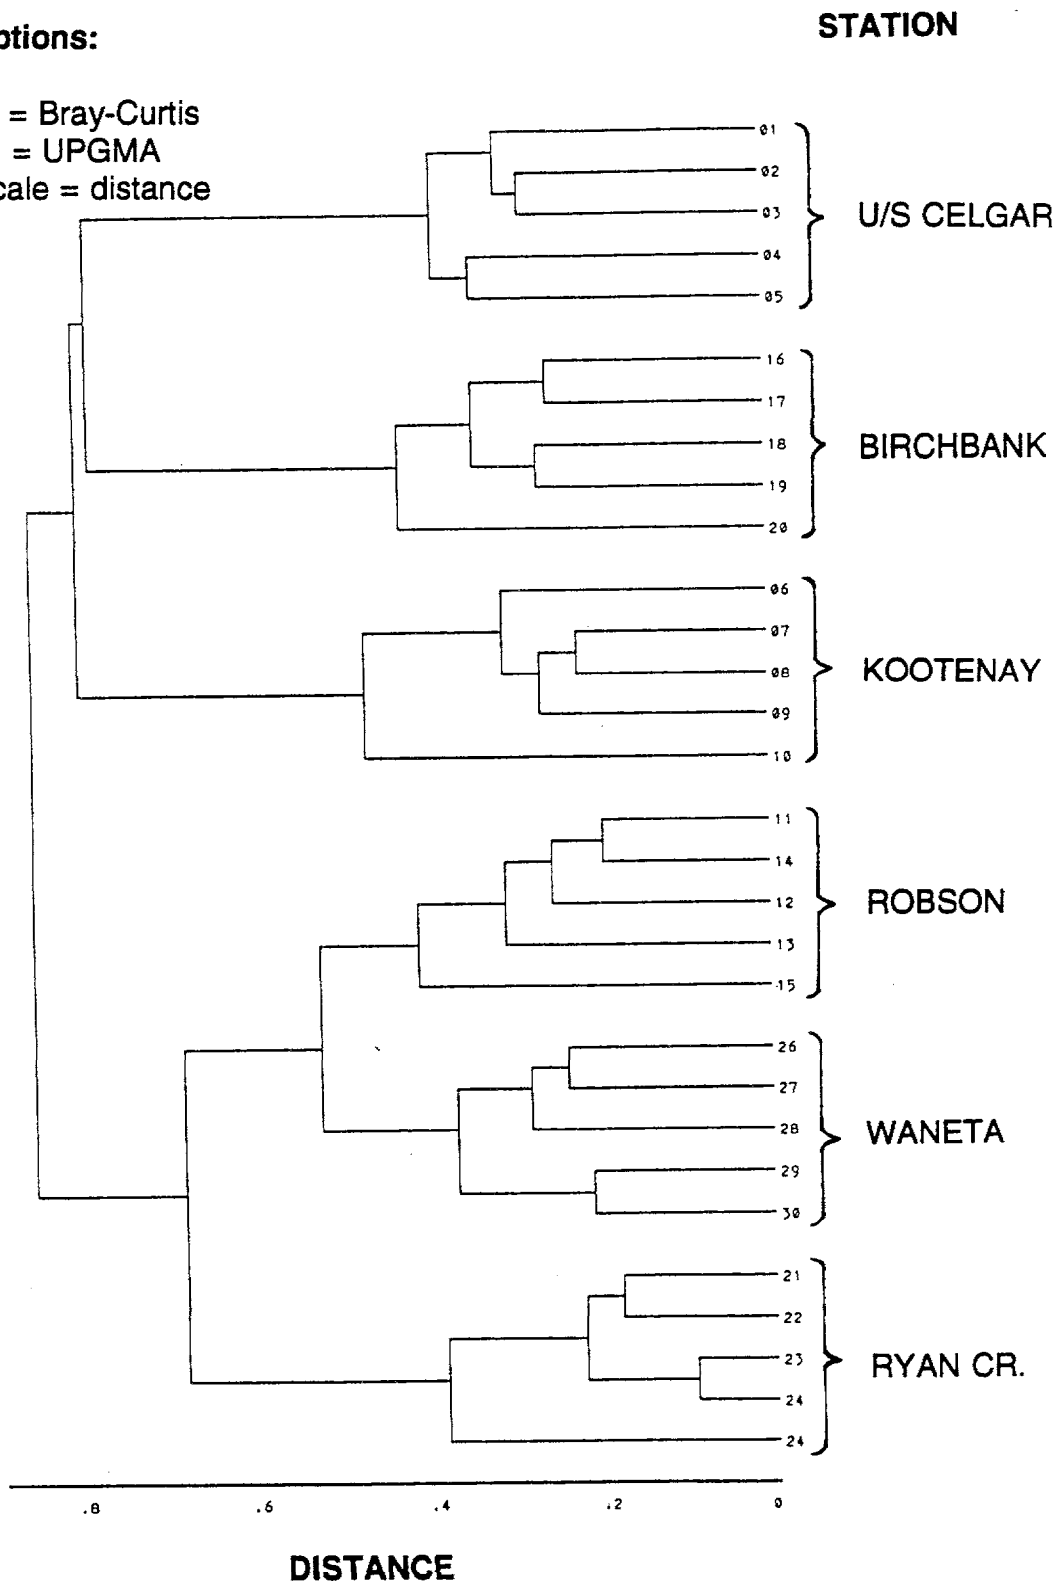 ptions:
STATION
= Bray-Curtis
= UPGMA
cale = distance
01
02
03
04
05
U/S CELGAR
16
17
18
19
20
BIRCHBANK
06
07
08
09
10
KOOTENAY
11
14
12
13
15
ROBSON
26
27
28
29
30
WANETA
21
22
23
24
24
RYAN CR.
.8 .6 .4 .2 0
DISTANCE